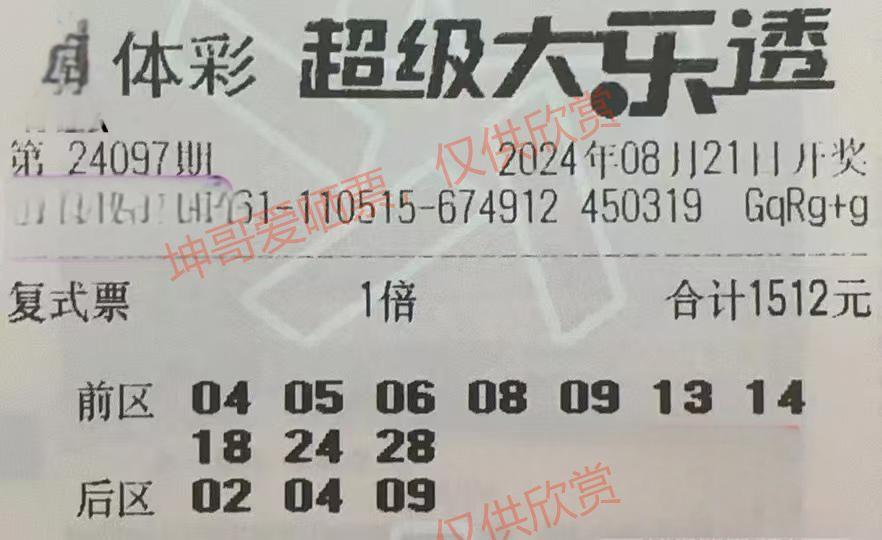 体彩 超级大乐透
第 24097期 2024年08月21日开奖
61-110515-674912 450319 GqRg+g
坤哥爱晒票 仅供欣赏
复式票 1倍 合计1512元
前区 04 05 06 08 09 13 14
18 24 28
后区 02 04 09
仅供欣赏